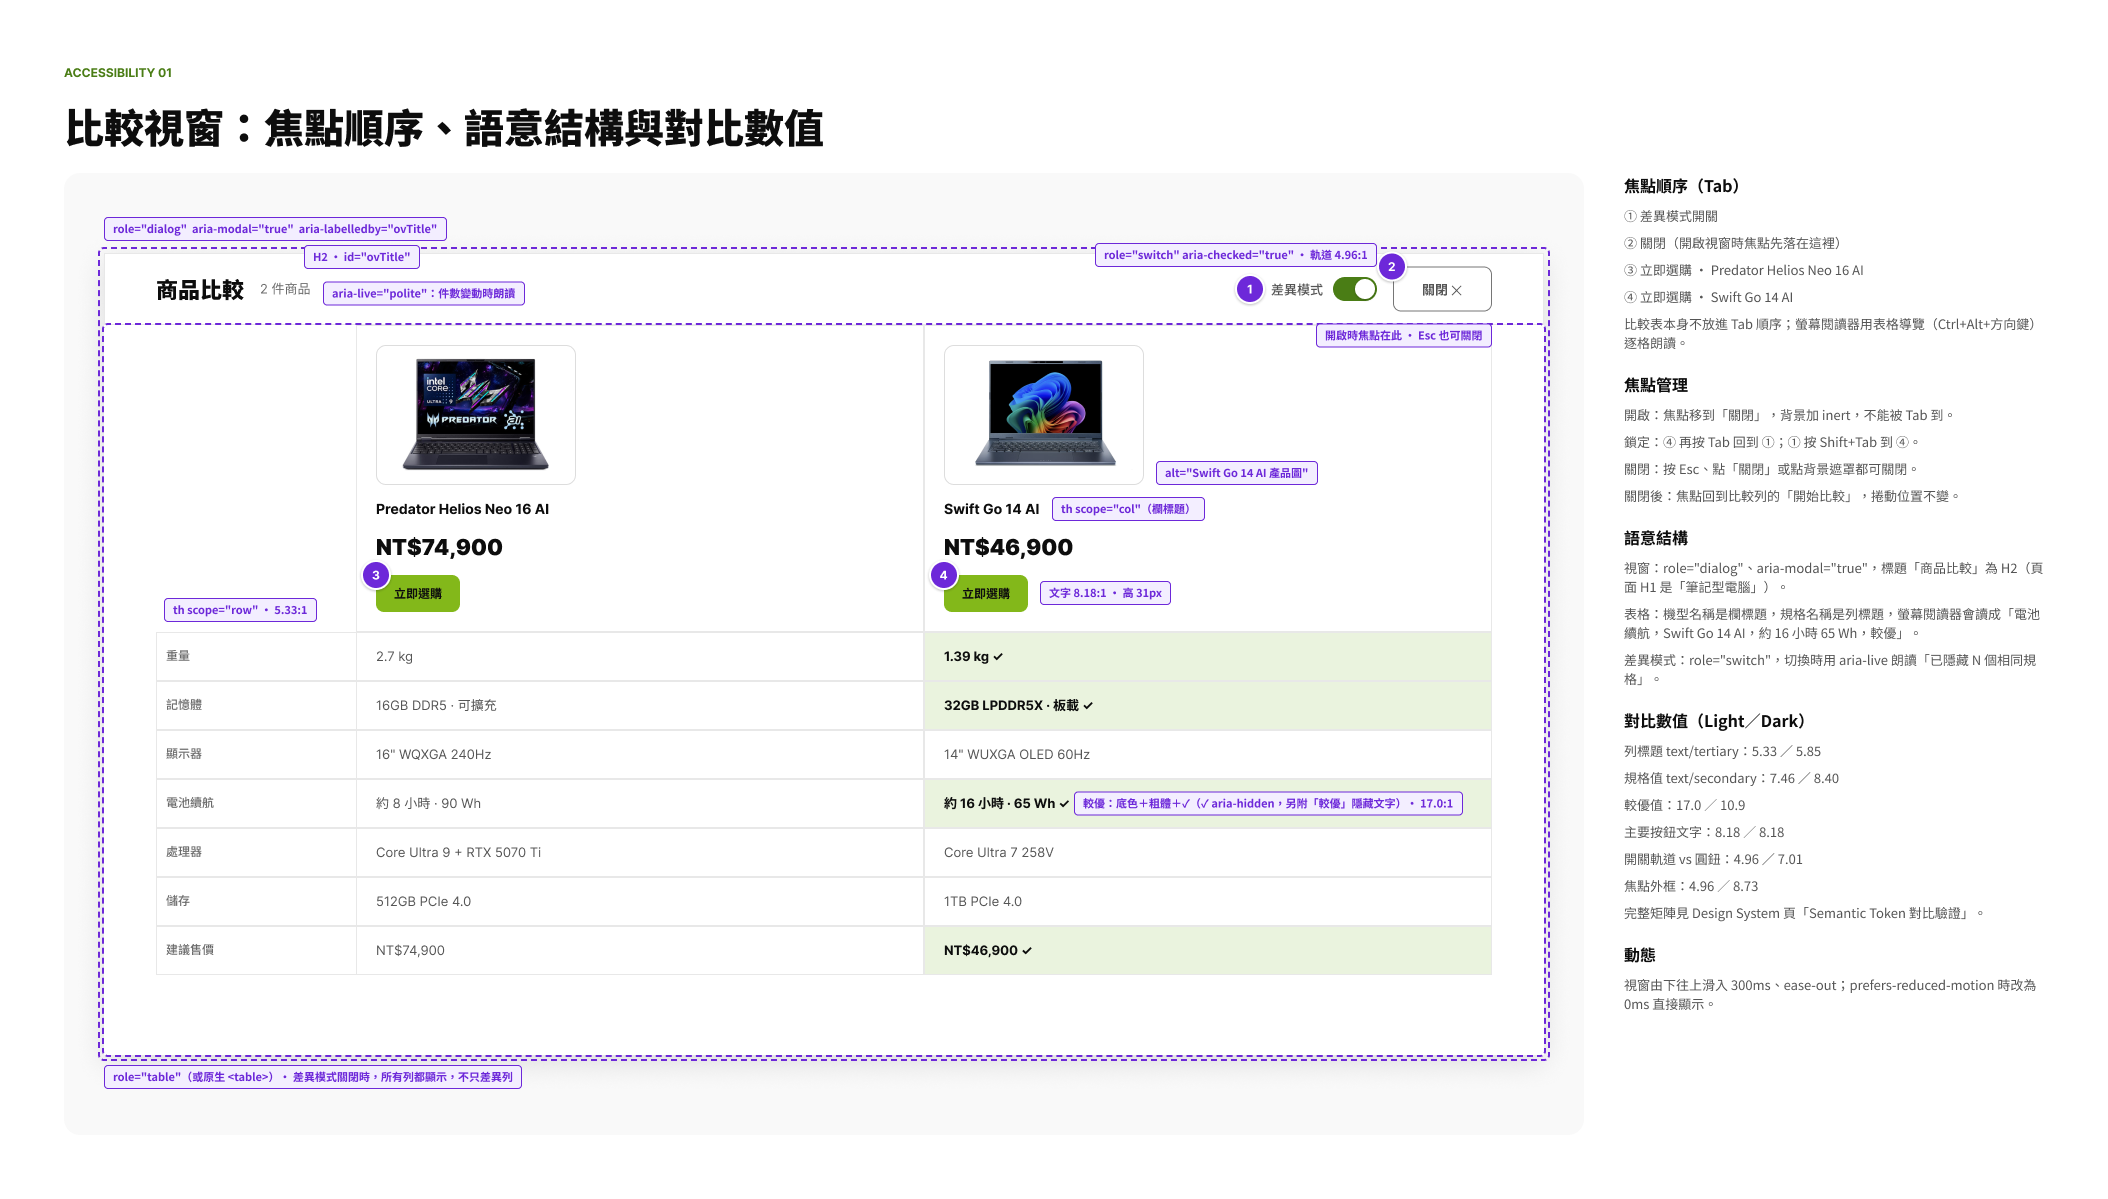 ACCESSIBILITY 01
比較視窗：焦點順序、語意結構與對比數值
role="dialog" aria-modal="true" aria-labelledby="ovTitle"
H2 · id="ovTitle"
role="switch" aria-checked="true" · 軌道 4.96:1
商品比較 2 件商品
aria-live="polite"：件數變動時朗讀
1 差異模式
2
關閉 ×
開啟時焦點在此 · Esc 也可關閉
intel
CORE
ULTRA 9
PREDATOR
ai
alt="Swift Go 14 AI 產品圖"
Predator Helios Neo 16 AI
Swift Go 14 AI
th scope="col"（欄標題）
NT$74,900
NT$46,900
3 立即選購
4 立即選購
文字 8.18:1 · 高 31px
th scope="row" · 5.33:1
重量 2.7 kg 1.39 kg ✓
記憶體 16GB DDR5 · 可擴充 32GB LPDDR5X · 板載 ✓
顯示器 16" WQXGA 240Hz 14" WUXGA OLED 60Hz
電池續航 約 8 小時 · 90 Wh 約 16 小時 · 65 Wh ✓
較優：底色＋粗體＋✓（✓ aria-hidden，另附「較優」隱藏文字）· 17.0:1
處理器 Core Ultra 9 + RTX 5070 Ti Core Ultra 7 258V
儲存 512GB PCIe 4.0 1TB PCIe 4.0
建議售價 NT$74,900 NT$46,900 ✓
role="table"（或原生 <table>）· 差異模式關閉時，所有列都顯示，不只差異列
焦點順序（Tab）
① 差異模式開關
② 關閉（開啟視窗時焦點先落在這裡）
③ 立即選購 · Predator Helios Neo 16 AI
④ 立即選購 · Swift Go 14 AI
比較表本身不放進 Tab 順序；螢幕閱讀器用表格導覽（Ctrl+Alt+方向鍵）
逐格朗讀。
焦點管理
開啟：焦點移到「關閉」，背景加 inert，不能被 Tab 到。
鎖定：④ 再按 Tab 回到 ①；① 按 Shift+Tab 到 ④。
關閉：按 Esc、點「關閉」或點背景遮罩都可關閉。
關閉後：焦點回到比較列的「開始比較」，捲動位置不變。
語意結構
視窗：role="dialog"、aria-modal="true"，標題「商品比較」為 H2（頁
面 H1 是「筆記型電腦」）。
表格：機型名稱是欄標題，規格名稱是列標題，螢幕閱讀器會讀成「電池
續航，Swift Go 14 AI，約 16 小時 65 Wh，較優」。
差異模式：role="switch"，切換時用 aria-live 朗讀「已隱藏 N 個相同規
格」。
對比數值（Light／Dark）
列標題 text/tertiary：5.33 ／ 5.85
規格值 text/secondary：7.46 ／ 8.40
較優值：17.0 ／ 10.9
主要按鈕文字：8.18 ／ 8.18
開關軌道 vs 圓鈕：4.96 ／ 7.01
焦點外框：4.96 ／ 8.73
完整矩陣見 Design System 頁「Semantic Token 對比驗證」。
動態
視窗由下往上滑入 300ms、ease-out；prefers-reduced-motion 時改為
0ms 直接顯示。